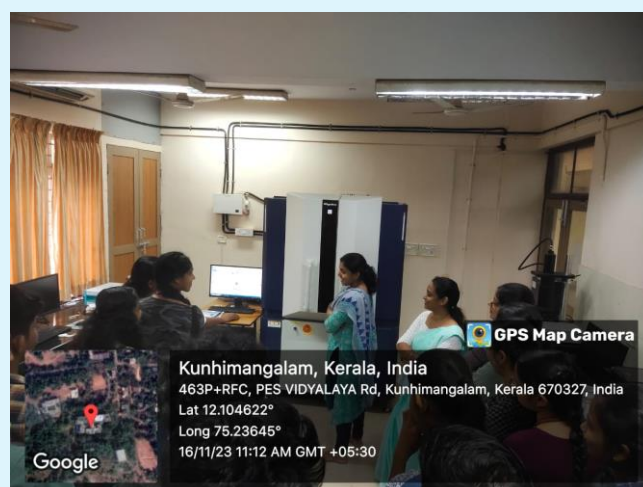 GPS Map Camera
Kunhimangalam, Kerala, India
463P+RFC, PES VIDYALAYA Rd, Kunhimangalam, Kerala 670327, India
Lat 12.104622°
Long 75.23645°
16/11/23 11:12 AM GMT +05:30
Google